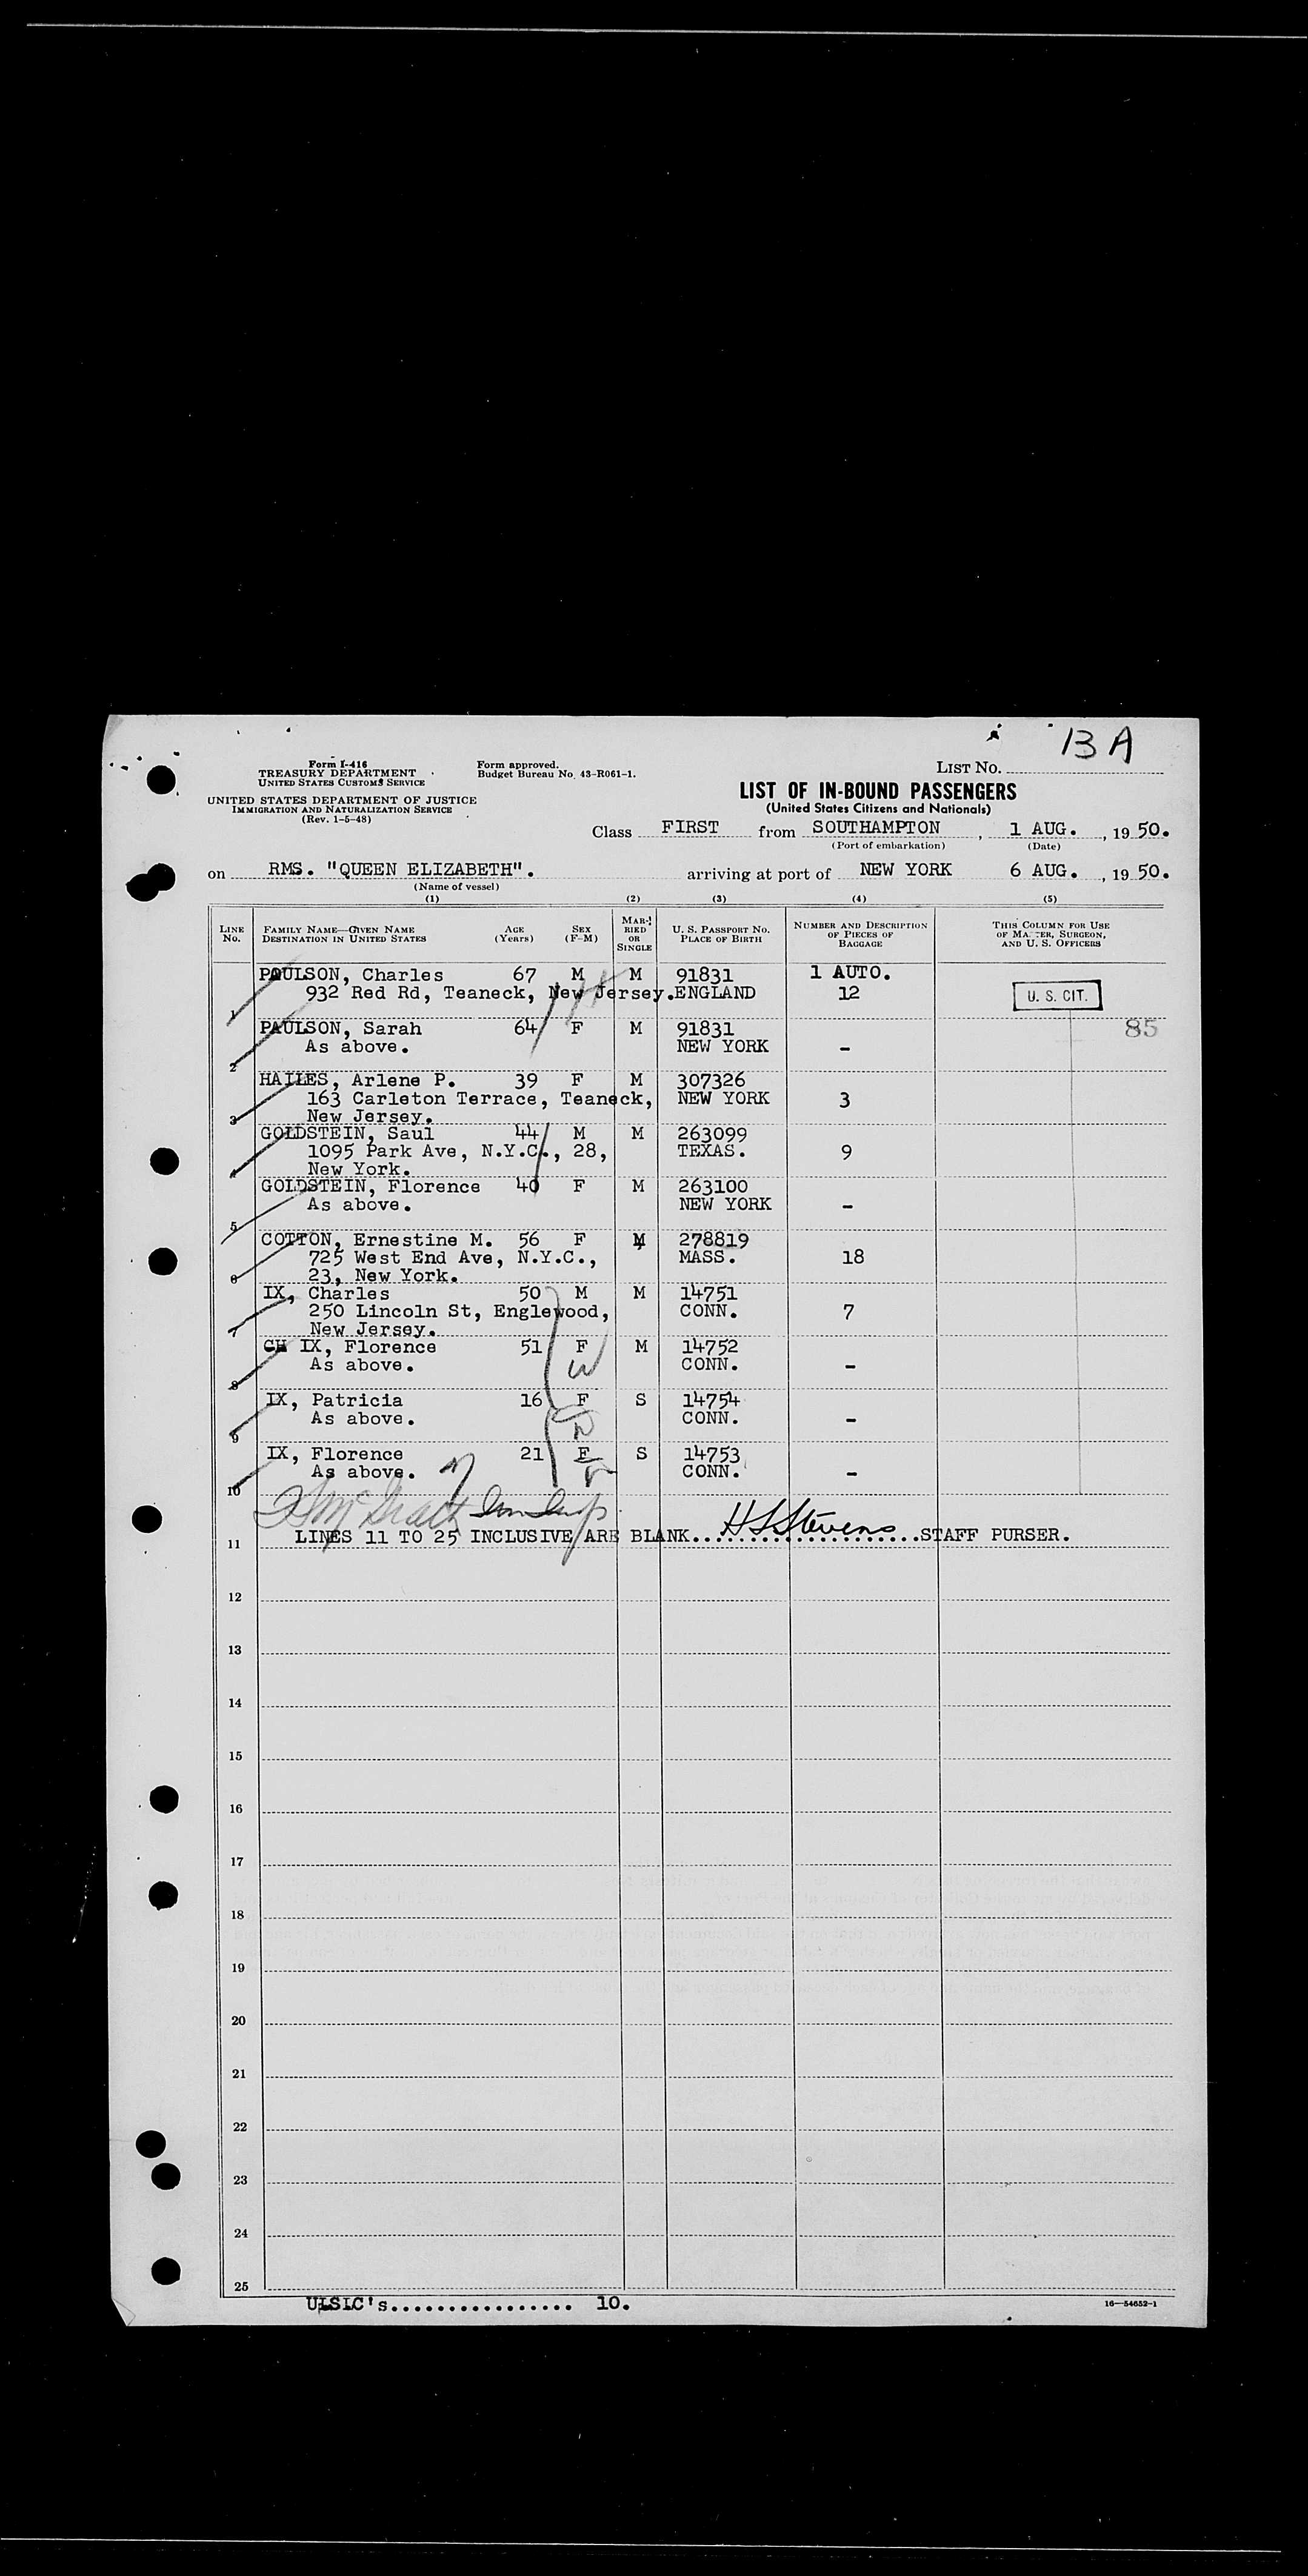 13 A
Form I-416
TREASURY DEPARTMENT
UNITED STATES CUSTOMS SERVICE
Form approved.
Budget Bureau No. 43-R061-1.
LIST NO.
UNITED STATES DEPARTMENT OF JUSTICE
IMMIGRATION AND NATURALIZATION SERVICE
(Rev. 1-5-48)
LIST OF IN-BOUND PASSENGERS
(United States Citizens and Nationals)
Class FIRST from SOUTHAMPTON, 1 AUG., 1950.
(Port of embarkation) (Date)
on RMS. "QUEEN ELIZABETH". arriving at port of NEW YORK 6 AUG., 1950.
(Name of vessel)
(1) (2) (3) (4) (5)
LINE No. FAMILY NAME—GIVEN NAME DESTINATION IN UNITED STATES AGE (Years) SEX (F-M) MARRIED OR SINGLE U. S. PASSPORT NO. PLACE OF BIRTH NUMBER AND DESCRIPTION OF PIECES OF BAGGAGE THIS COLUMN FOR USE OF MASTER, SURGEON, AND U. S. OFFICERS
PAULSON, Charles 67 M M 91831 1 AUTO.
1 932 Red Rd, Teaneck, New Jersey. ENGLAND 12 U. S. CIT.
PAULSON, Sarah 64 F M 91831 85
2 As above. NEW YORK -
HAILES, Arlene P. 39 F M 307326
163 Carleton Terrace, Teaneck, NEW YORK 3
3 New Jersey.
GOLDSTEIN, Saul 44 M M 263099
1095 Park Ave, N.Y.C., 28, TEXAS. 9
4 New York.
GOLDSTEIN, Florence 40 F M 263100
5 As above. NEW YORK -
COTTON, Ernestine M. 56 F M 278819
725 West End Ave, N.Y.C., MASS. 18
6 23, New York.
IX, Charles 50 M M 14751
250 Lincoln St, Englewood, CONN. 7
7 New Jersey.
CH IX, Florence 51 F M 14752
8 As above. CONN. -
IX, Patricia 16 F S 14754
9 As above. CONN. -
IX, Florence 21 F S 14753
10 As above. CONN. -
11 LINES 11 TO 25 INCLUSIVE ARE BLANK. H Stevens STAFF PURSER.
12
13
14
15
16
17
18
19
20
21
22
23
24
25
USC's................ 10.
16—54652-1